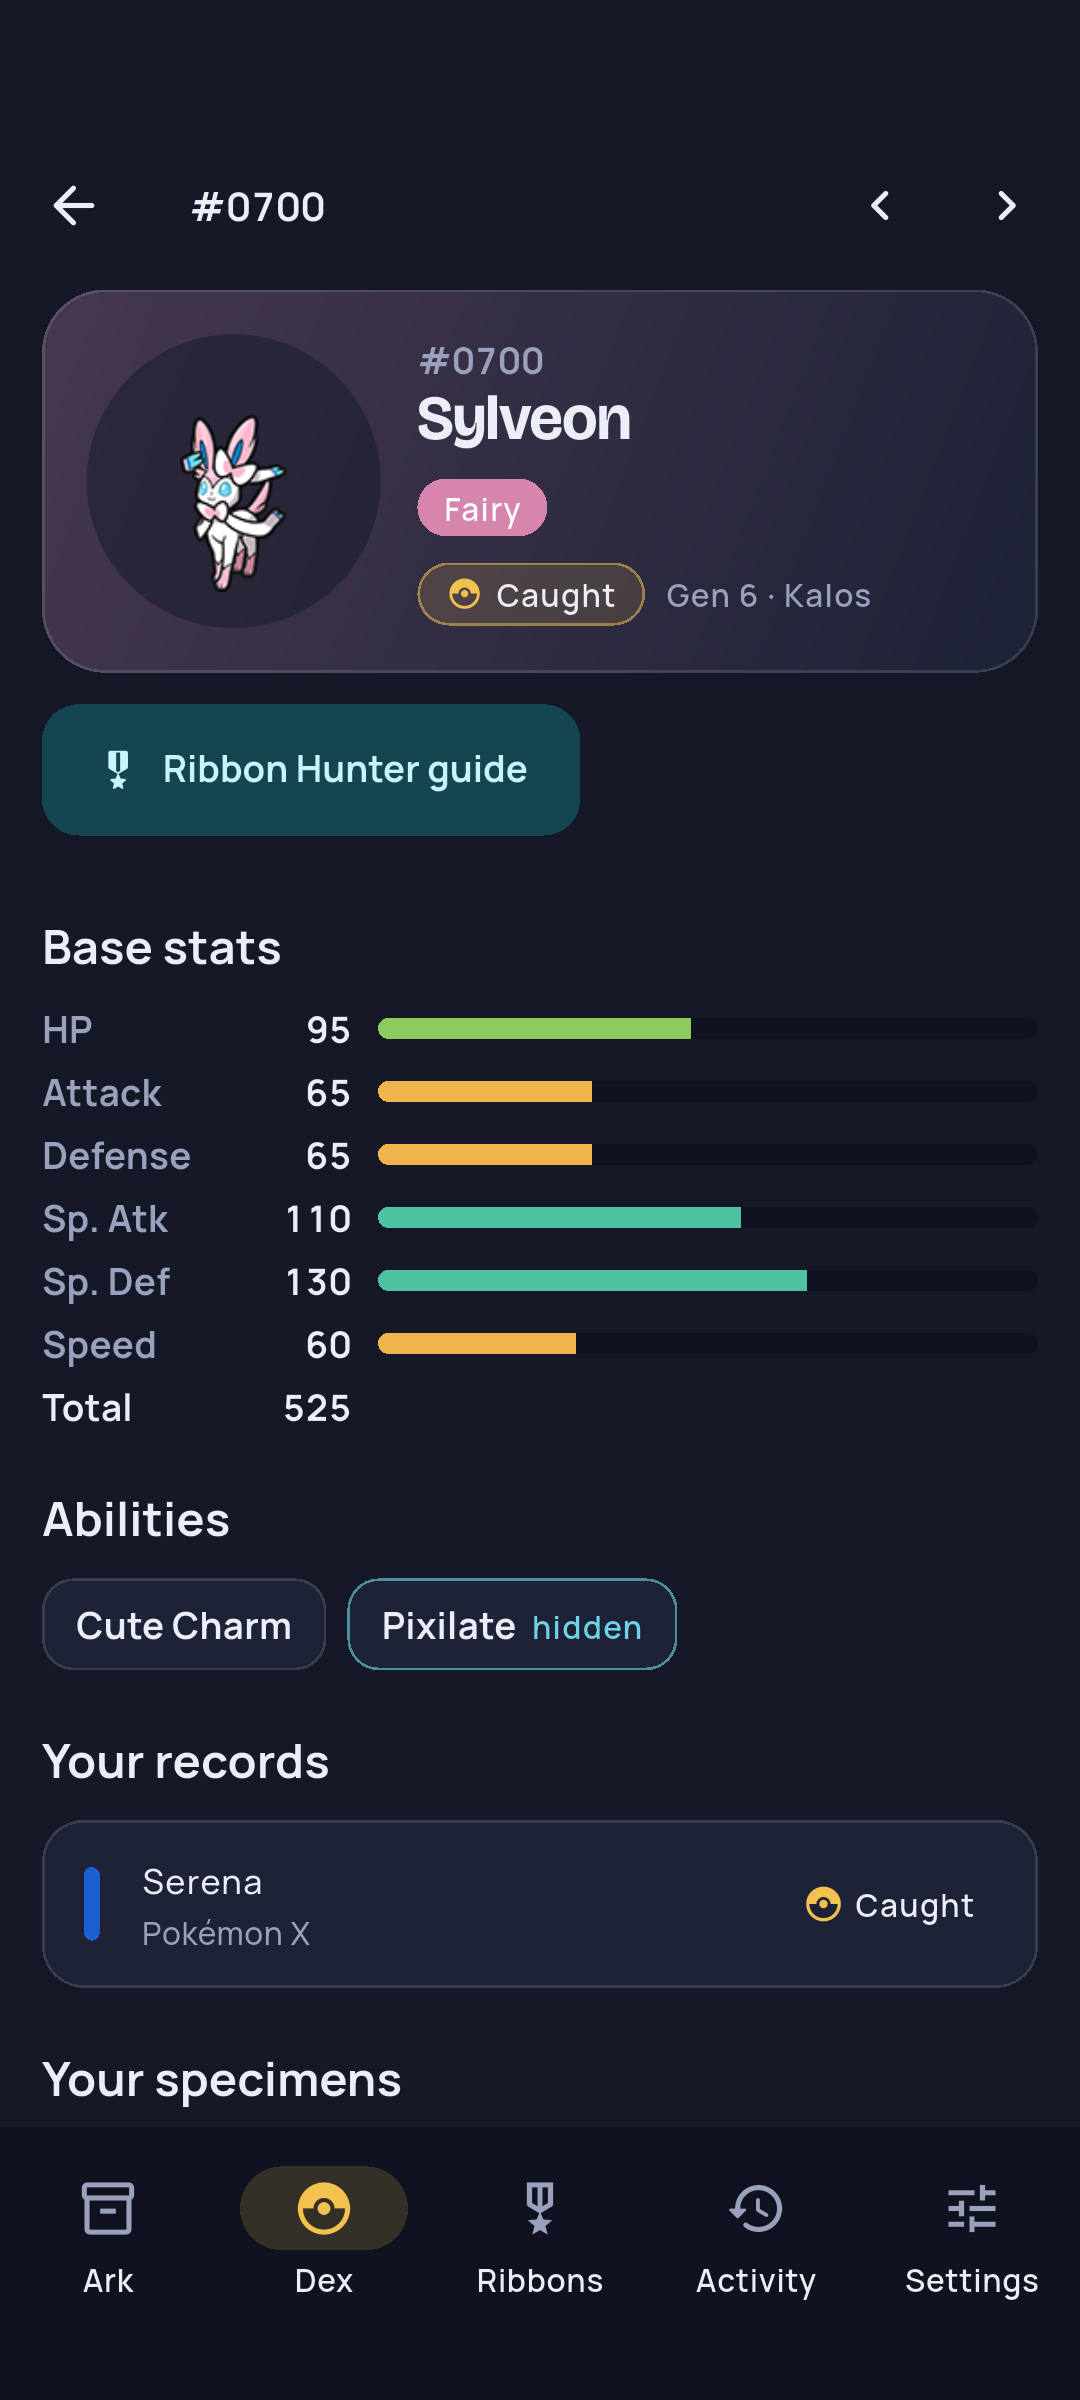 #0700
#0700
Sylveon
Fairy
Caught Gen 6 · Kalos
Ribbon Hunter guide
Base stats
HP 95
Attack 65
Defense 65
Sp. Atk 110
Sp. Def 130
Speed 60
Total 525
Abilities
Cute Charm Pixilate hidden
Your records
Serena
Pokémon X
Caught
Your specimens
Ark Dex Ribbons Activity Settings